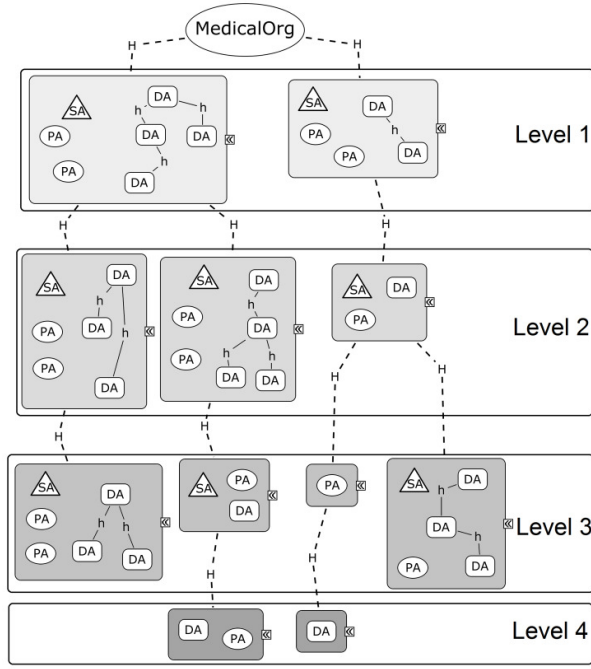 MedicalOrg
H H
SA DA h h DA DA PA PA h DA
SA DA PA h PA DA
Level 1
H H H
SA DA h DA PA h PA DA
SA DA h PA DA h h PA DA DA
SA DA PA
Level 2
H H H H
SA DA PA h h PA DA DA
SA PA DA
PA
SA DA h DA h PA DA
Level 3
H H
DA PA
DA
Level 4